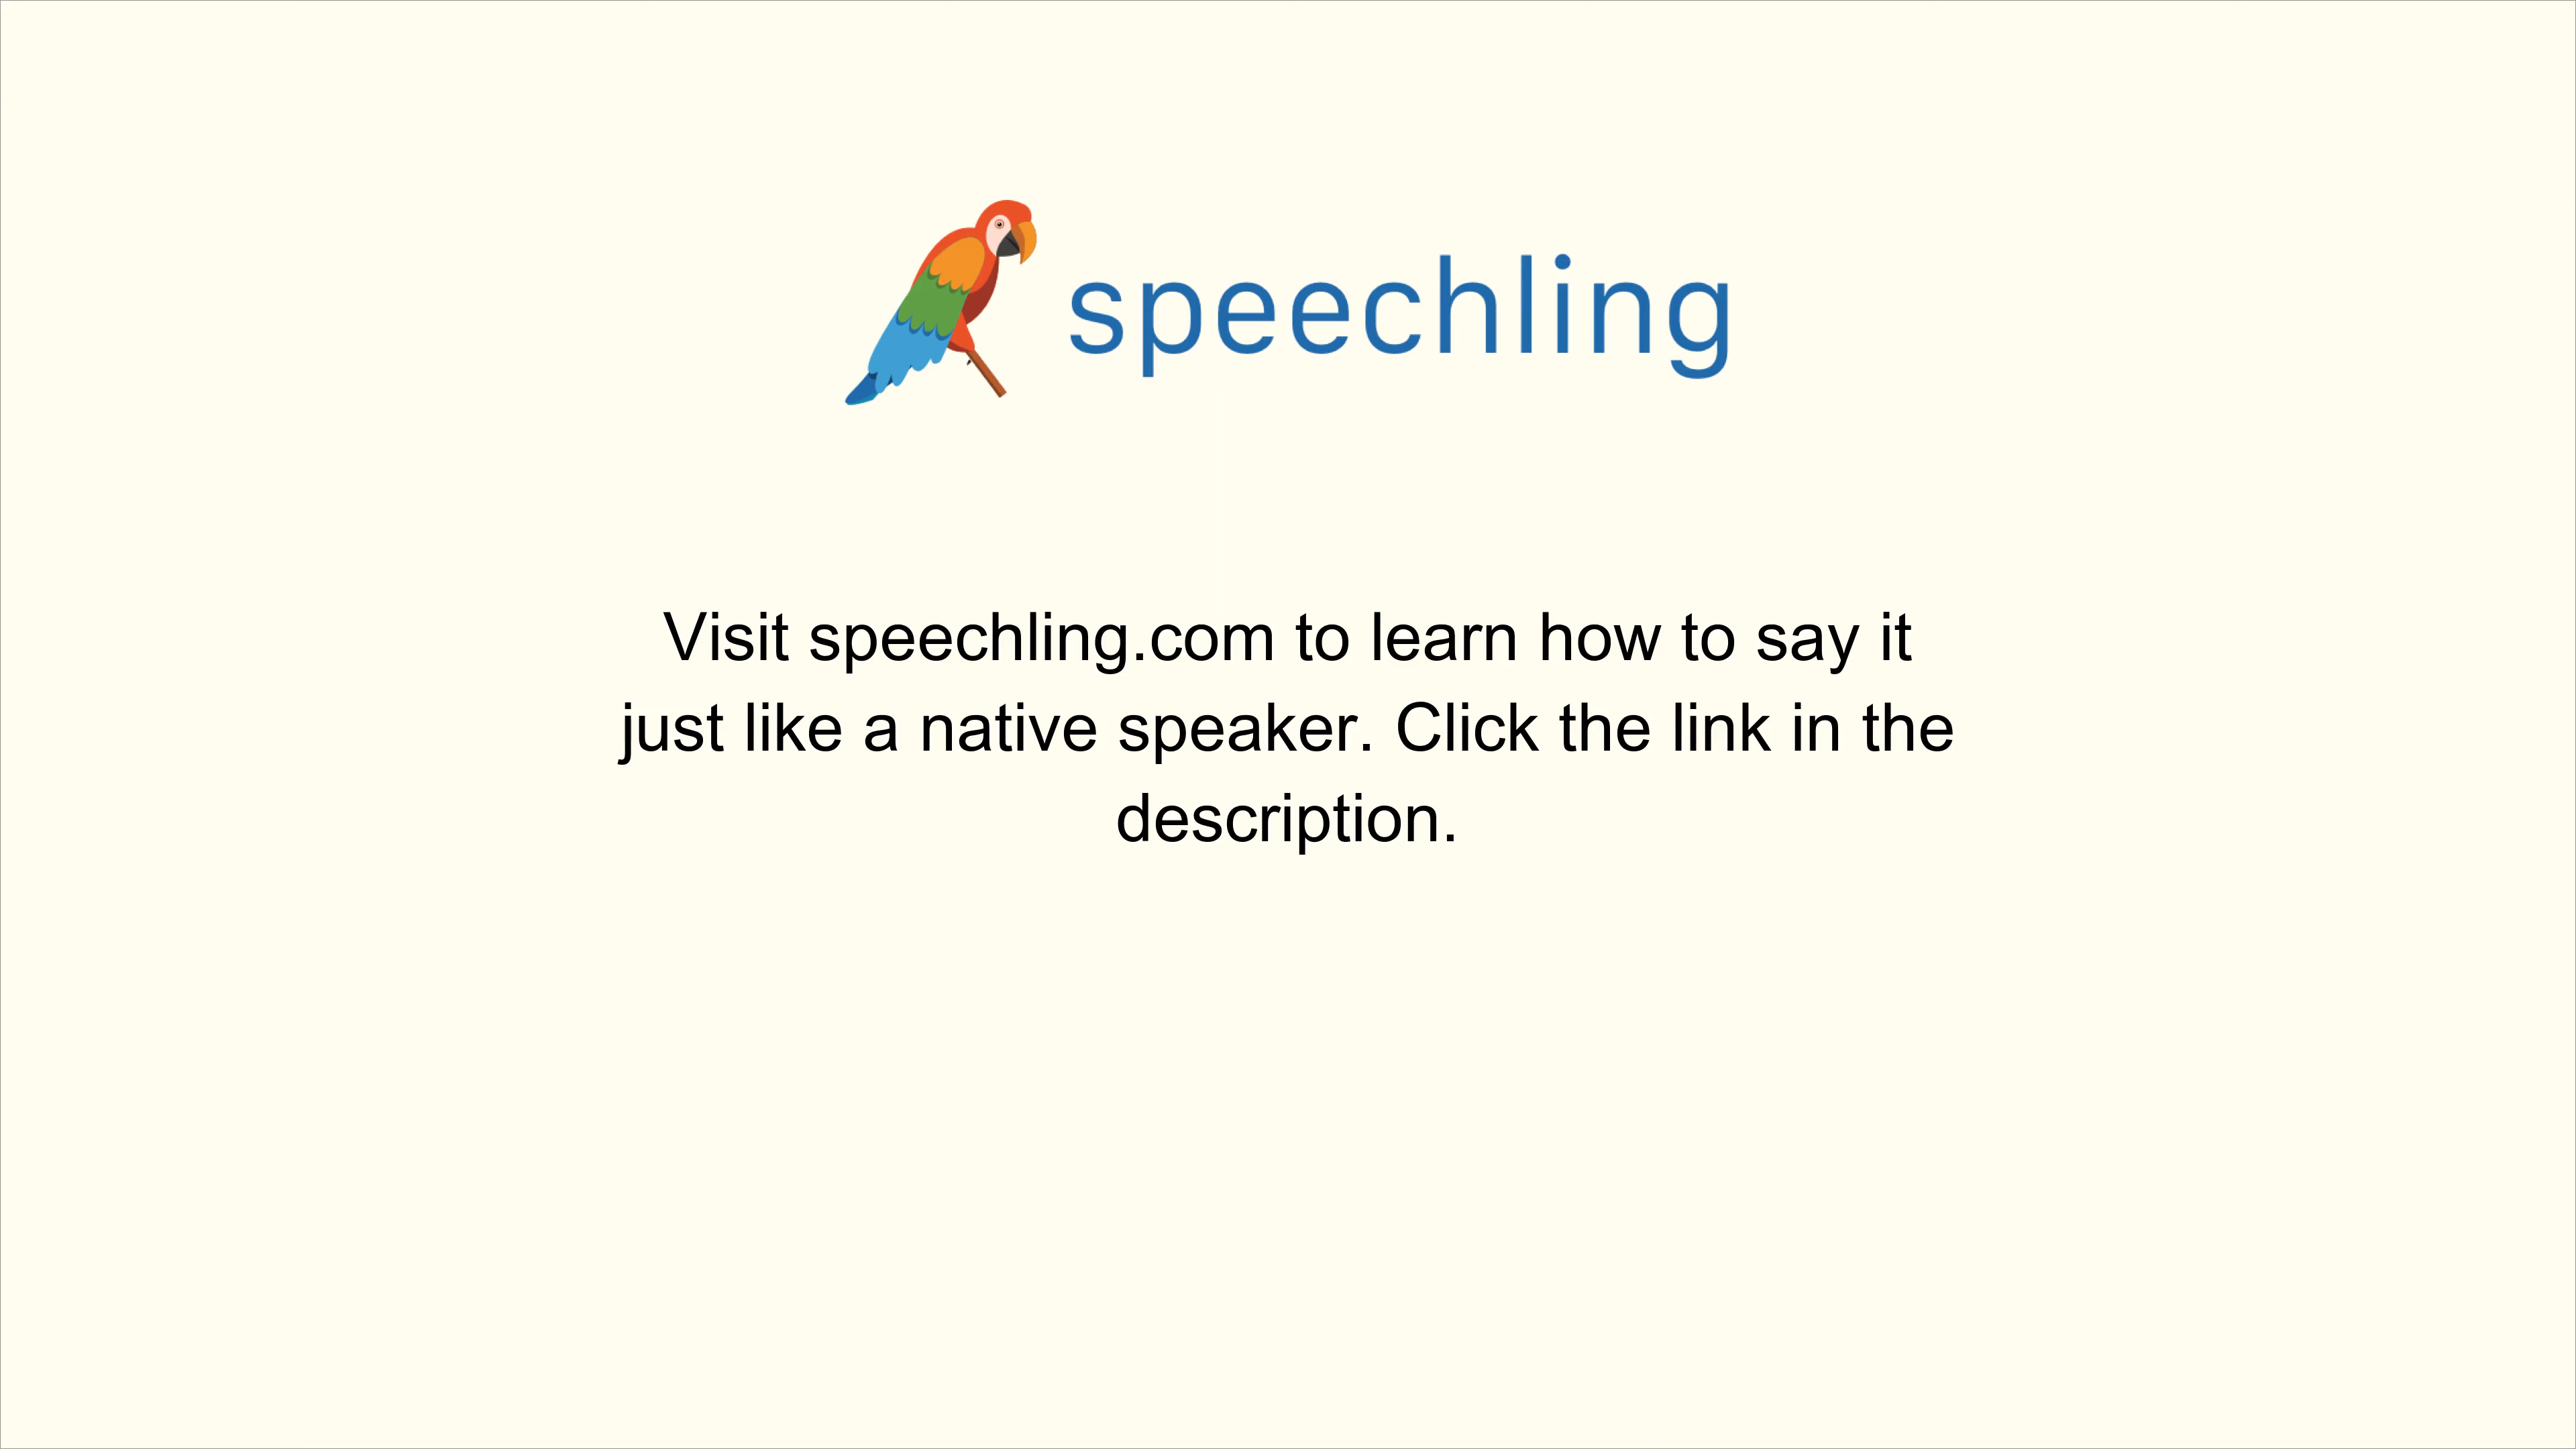 speechling
Visit speechling.com to learn how to say it
just like a native speaker. Click the link in the
description.